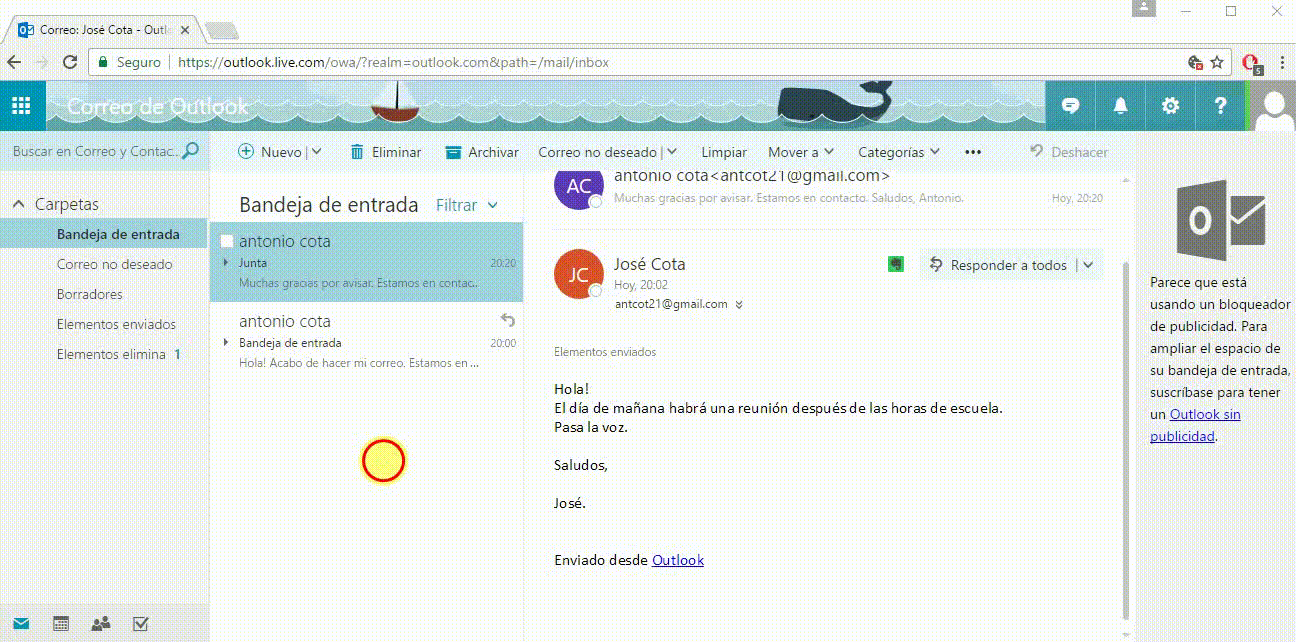 Correo: José Cota - Outl
Seguro | https://outlook.live.com/owa/?realm=outlook.com&path=/mail/inbox
5
Correo de Outlook
?
Buscar en Correo y Contac..
Nuevo | Eliminar Archivar Correo no deseado | Limpiar Mover a Categorías ••• Deshacer
Carpetas
Bandeja de entrada
Correo no deseado
Borradores
Elementos enviados
Elementos elimina 1
Bandeja de entrada Filtrar
antonio cota
Junta 20:20
Muchas gracias por avisar. Estamos en contac..
antonio cota
Bandeja de entrada 20:00
Hola! Acabo de hacer mi correo. Estamos en ...
AC antonio cota<antcot21@gmail.com>
Muchas gracias por avisar. Estamos en contacto. Saludos, Antonio. Hoy, 20:20
JC José Cota
Responder a todos |
Hoy, 20:02
antcot21@gmail.com
Elementos enviados
Hola!
El día de mañana habrá una reunión después de las horas de escuela.
Pasa la voz.
Saludos,
José.
Enviado desde Outlook
Parece que está
usando un bloqueador
de publicidad. Para
ampliar el espacio de
su bandeja de entrada,
suscríbase para tener
un Outlook sin
publicidad.